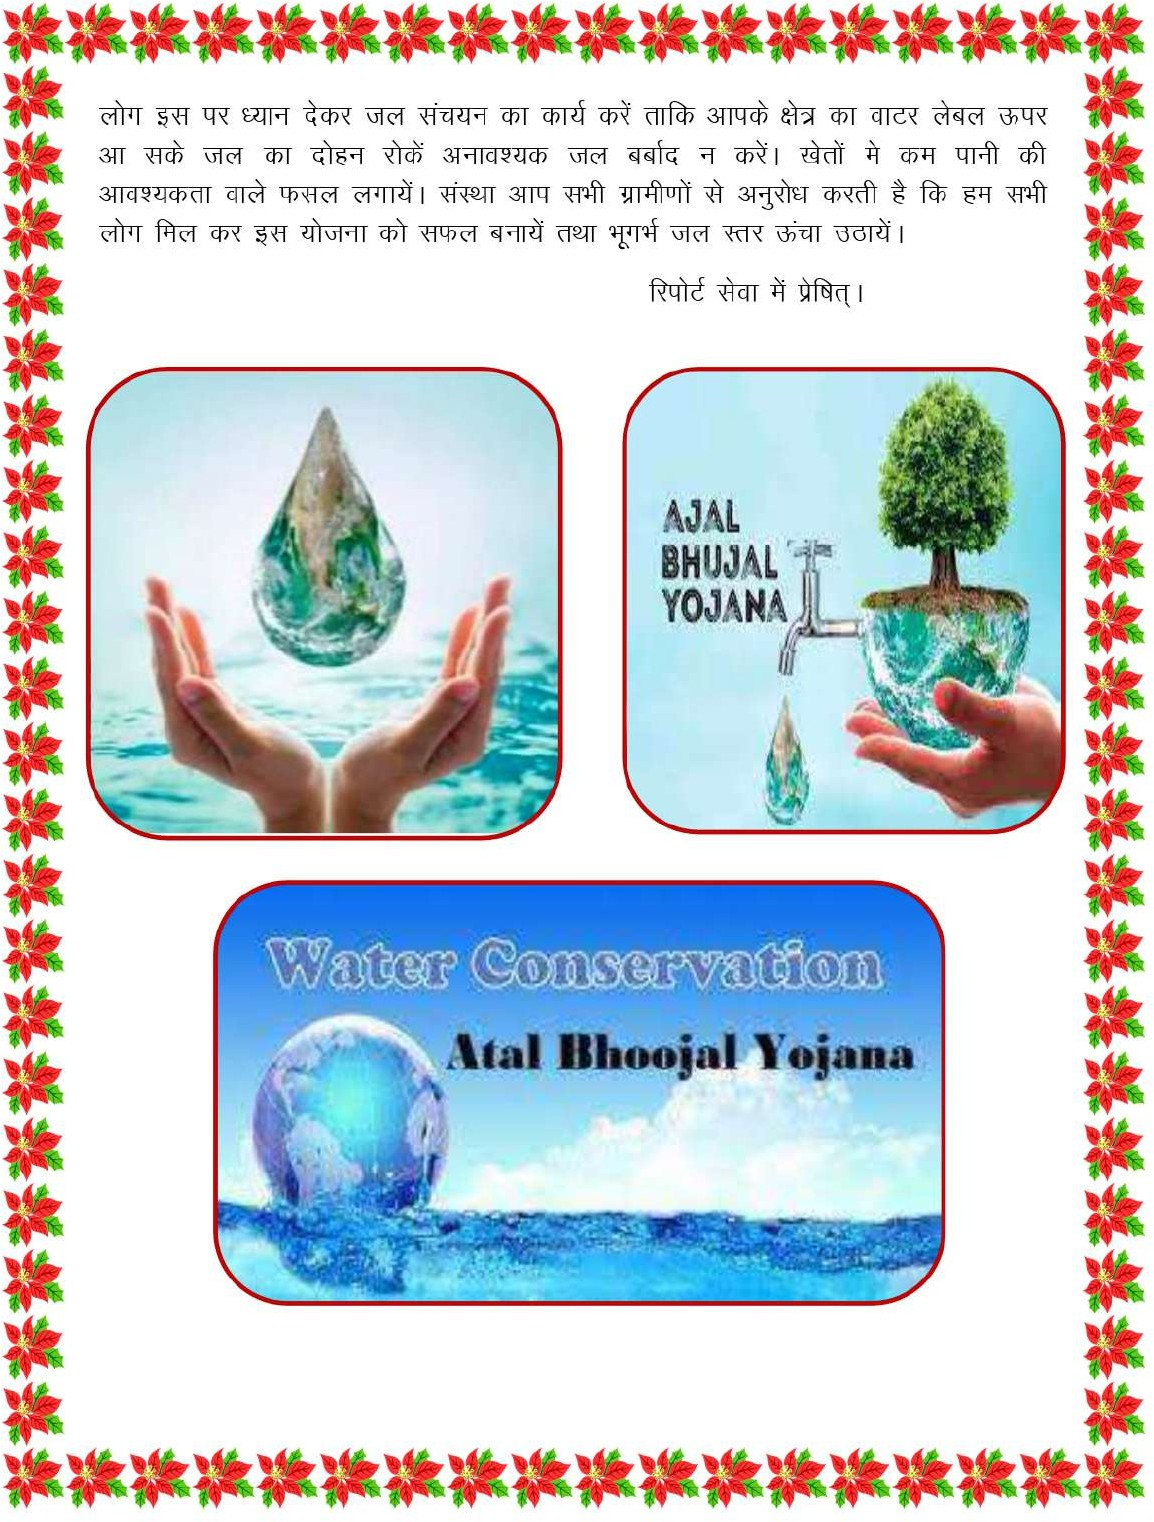 लोग इस पर ध्यान देकर जल संचयन का कार्य करें ताकि आपके क्षेत्र का वाटर लेबल ऊपर
आ सके जल का दोहन रोकें अनावश्यक जल बर्बाद न करें। खेतों मे कम पानी की
आवश्यकता वाले फसल लगायें। संस्था आप सभी ग्रामीणों से अनुरोध करती है कि हम सभी
लोग मिल कर इस योजना को सफल बनायें तथा भूगर्भ जल स्तर ऊंचा उठायें।
रिपोर्ट सेवा में प्रेषित्।
AJAL
BHUJAL
YOJANA
Water Conservation
Atal Bhoojal Yojana